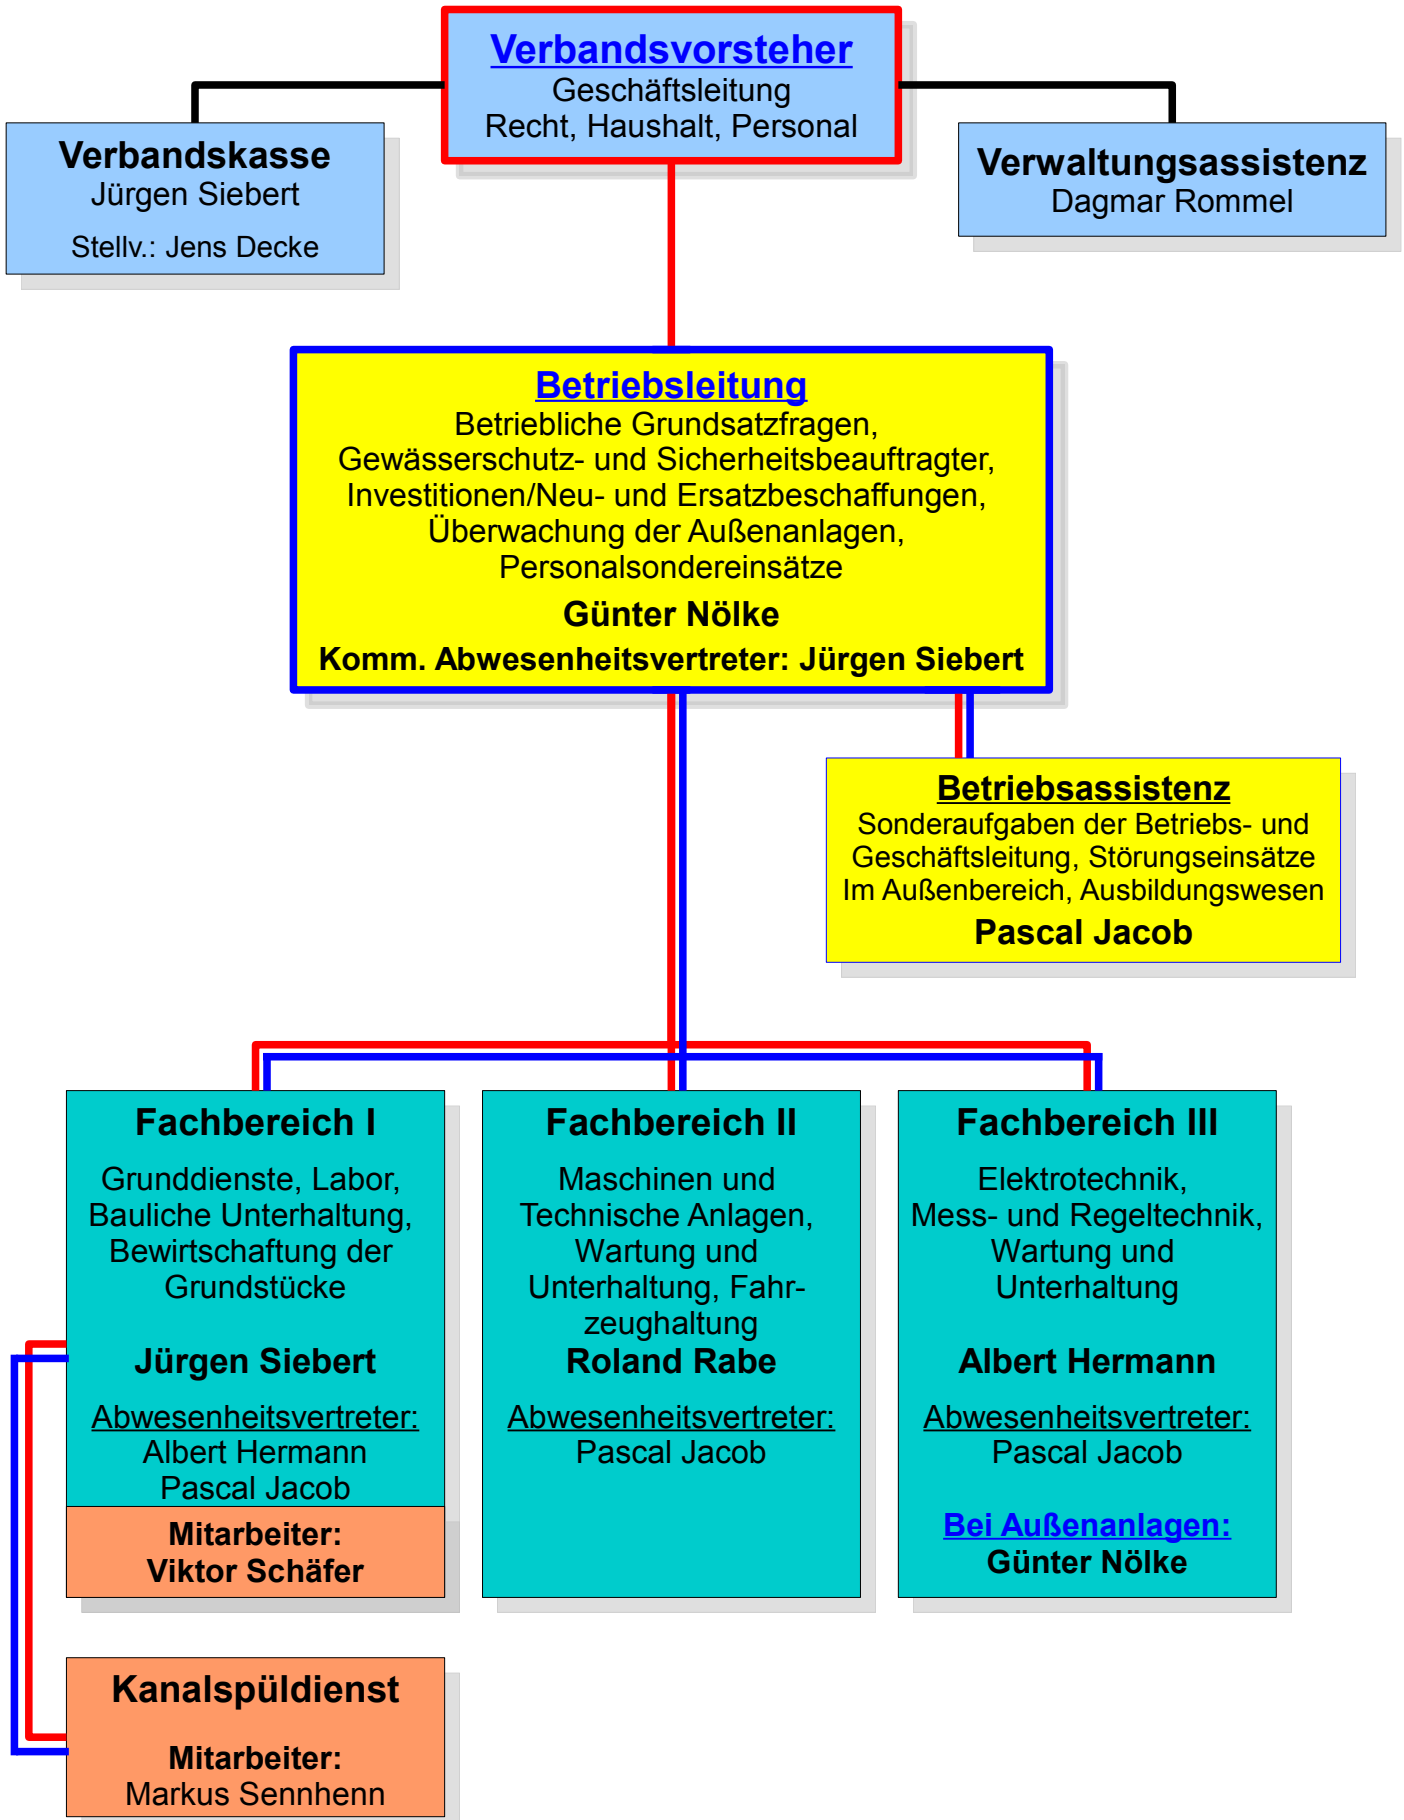 Verbandsvorsteher
Geschäftsleitung
Recht, Haushalt, Personal
Verbandskasse
Jürgen Siebert
Stellv.: Jens Decke
Verwaltungsassistenz
Dagmar Rommel
Betriebsleitung
Betriebliche Grundsatzfragen,
Gewässerschutz- und Sicherheitsbeauftragter,
Investitionen/Neu- und Ersatzbeschaffungen,
Überwachung der Außenanlagen,
Personalsondereinsätze
Günter Nölke
Komm. Abwesenheitsvertreter: Jürgen Siebert
Betriebsassistenz
Sonderaufgaben der Betriebs- und
Geschäftsleitung, Störungseinsätze
Im Außenbereich, Ausbildungswesen
Pascal Jacob
Fachbereich I
Grunddienste, Labor,
Bauliche Unterhaltung,
Bewirtschaftung der
Grundstücke
Jürgen Siebert
Abwesenheitsvertreter:
Albert Hermann
Pascal Jacob
Mitarbeiter:
Viktor Schäfer
Fachbereich II
Maschinen und
Technische Anlagen,
Wartung und
Unterhaltung, Fahr-
zeughaltung
Roland Rabe
Abwesenheitsvertreter:
Pascal Jacob
Fachbereich III
Elektrotechnik,
Mess- und Regeltechnik,
Wartung und
Unterhaltung
Albert Hermann
Abwesenheitsvertreter:
Pascal Jacob
Bei Außenanlagen:
Günter Nölke
Kanalspüldienst
Mitarbeiter:
Markus Sennhenn